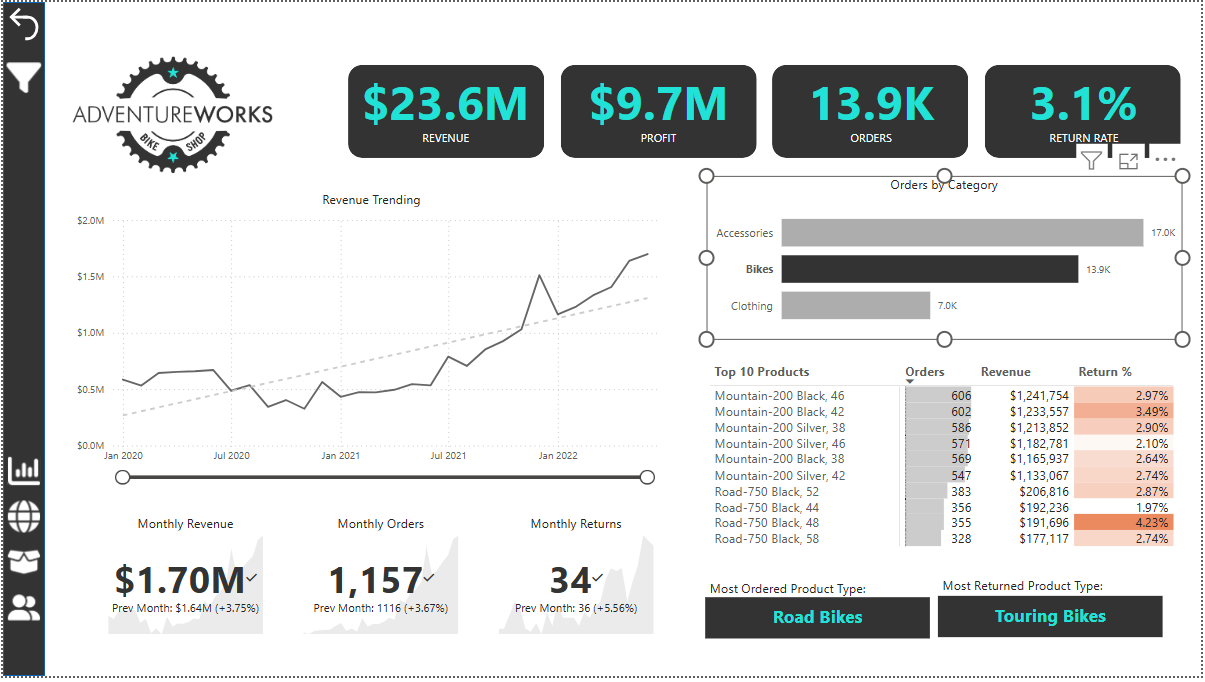 ADVENTUREWORKS
BIKE SHOP
$23.6M
REVENUE
$9.7M
PROFIT
13.9K
ORDERS
3.1%
RETURN RATE
Revenue Trending
$2.0M
$1.5M
$1.0M
$0.5M
$0.0M
Jan 2020 Jul 2020 Jan 2021 Jul 2021 Jan 2022
Orders by Category
Accessories 17.0K
Bikes 13.9K
Clothing 7.0K
Top 10 Products Orders Revenue Return %
Mountain-200 Black, 46 606 $1,241,754 2.97%
Mountain-200 Black, 42 602 $1,233,557 3.49%
Mountain-200 Silver, 38 586 $1,213,852 2.90%
Mountain-200 Silver, 46 571 $1,182,781 2.10%
Mountain-200 Black, 38 569 $1,165,937 2.64%
Mountain-200 Silver, 42 547 $1,133,067 2.74%
Road-750 Black, 52 383 $206,816 2.87%
Road-750 Black, 44 356 $192,236 1.97%
Road-750 Black, 48 355 $191,696 4.23%
Road-750 Black, 58 328 $177,117 2.74%
Monthly Revenue
$1.70M
Prev Month: $1.64M (+3.75%)
Monthly Orders
1,157
Prev Month: 1116 (+3.67%)
Monthly Returns
34
Prev Month: 36 (+5.56%)
Most Ordered Product Type:
Road Bikes
Most Returned Product Type:
Touring Bikes